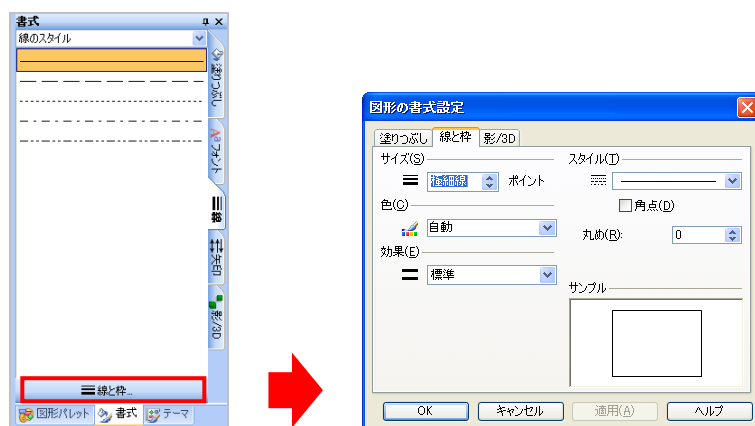 書式
線のスタイル
塗りつぶし
フォント
線
矢印
影/3D
線と枠...
図形パレット 書式 テーマ
図形の書式設定
塗りつぶし 線と枠 影/3D
サイズ(S) スタイル(T)
極細線 ポイント
角点(D)
色(C)
自動 丸め(R): 0
効果(E)
標準
サンプル
OK キャンセル 適用(A) ヘルプ